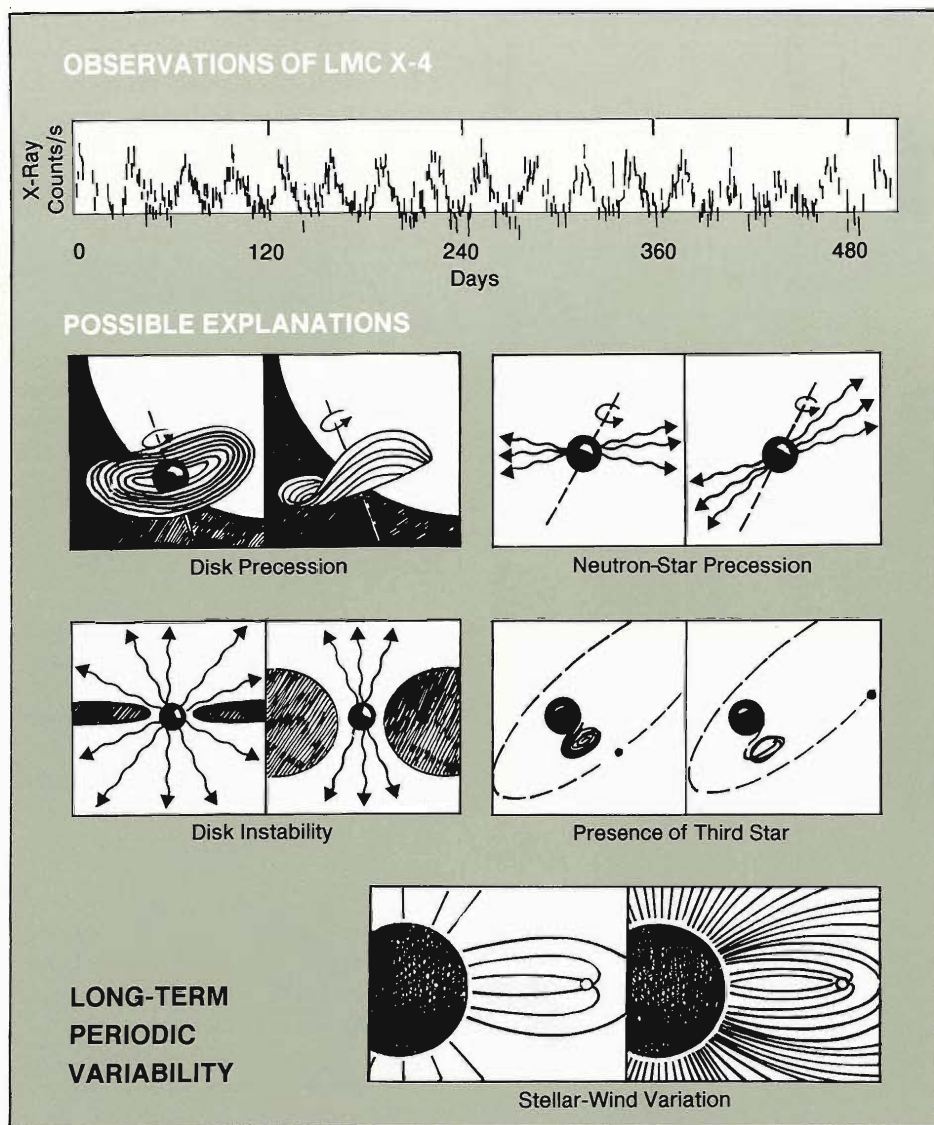 OBSERVATIONS OF LMC X-4
X-Ray
Counts/s
0 120 240 360 480
Days
POSSIBLE EXPLANATIONS
Disk Precession
Neutron-Star Precession
Disk Instability
Presence of Third Star
LONG-TERM
PERIODIC
VARIABILITY
Stellar-Wind Variation